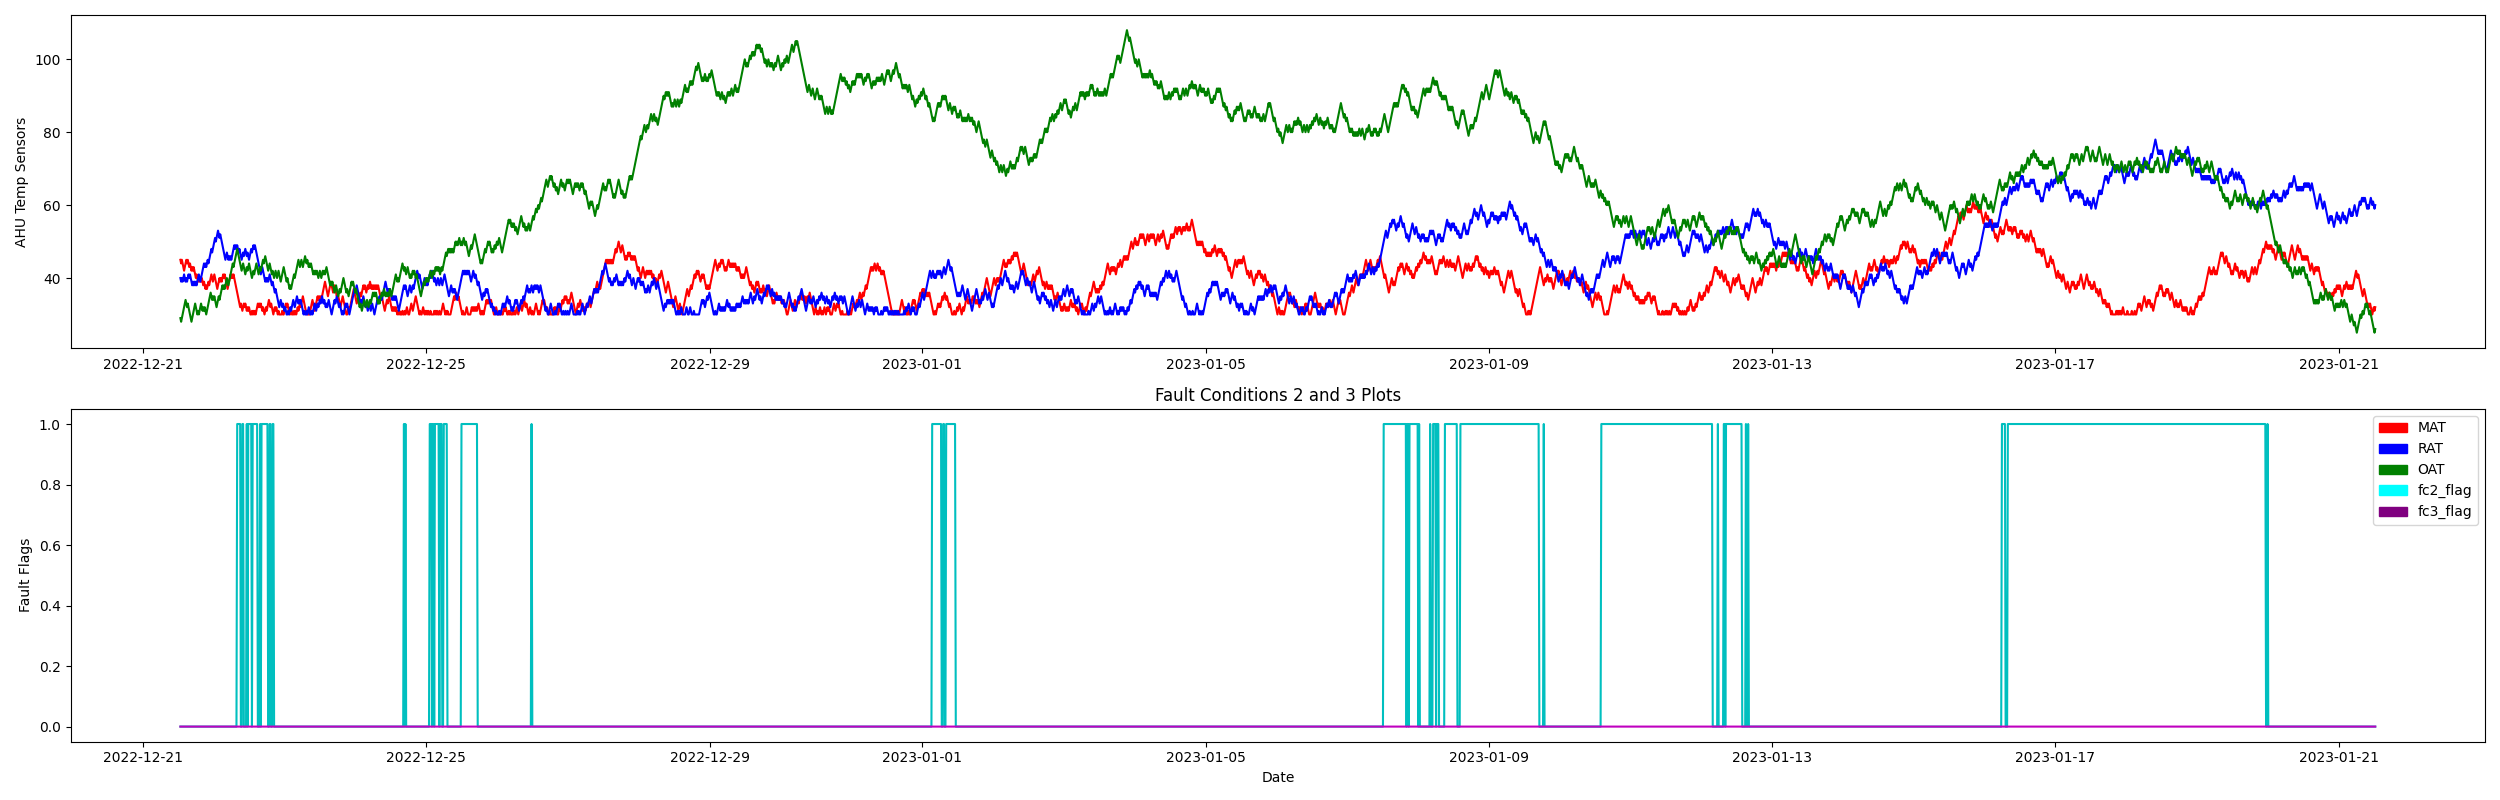 AHU Temp Sensors
100
80
60
40
2022-12-21 2022-12-25 2022-12-29 2023-01-01 2023-01-05 2023-01-09 2023-01-13 2023-01-17 2023-01-21
Fault Conditions 2 and 3 Plots
Fault Flags
1.0
0.8
0.6
0.4
0.2
0.0
MAT
RAT
OAT
fc2_flag
fc3_flag
2022-12-21 2022-12-25 2022-12-29 2023-01-01 2023-01-05 2023-01-09 2023-01-13 2023-01-17 2023-01-21
Date